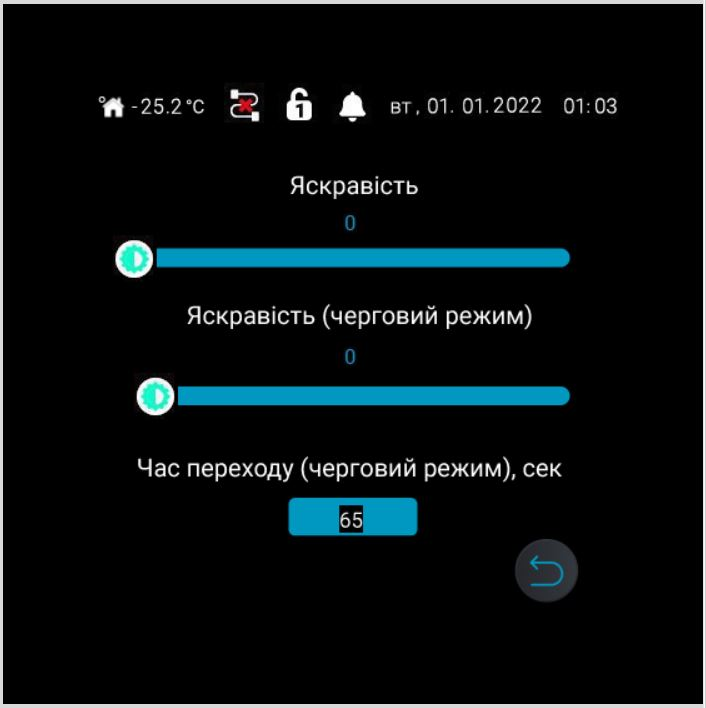 -25.2°C 1 вт, 01. 01.2022 01:03
Яскравість
0
Яскравість (черговий режим)
0
Час переходу (черговий режим), сек
65